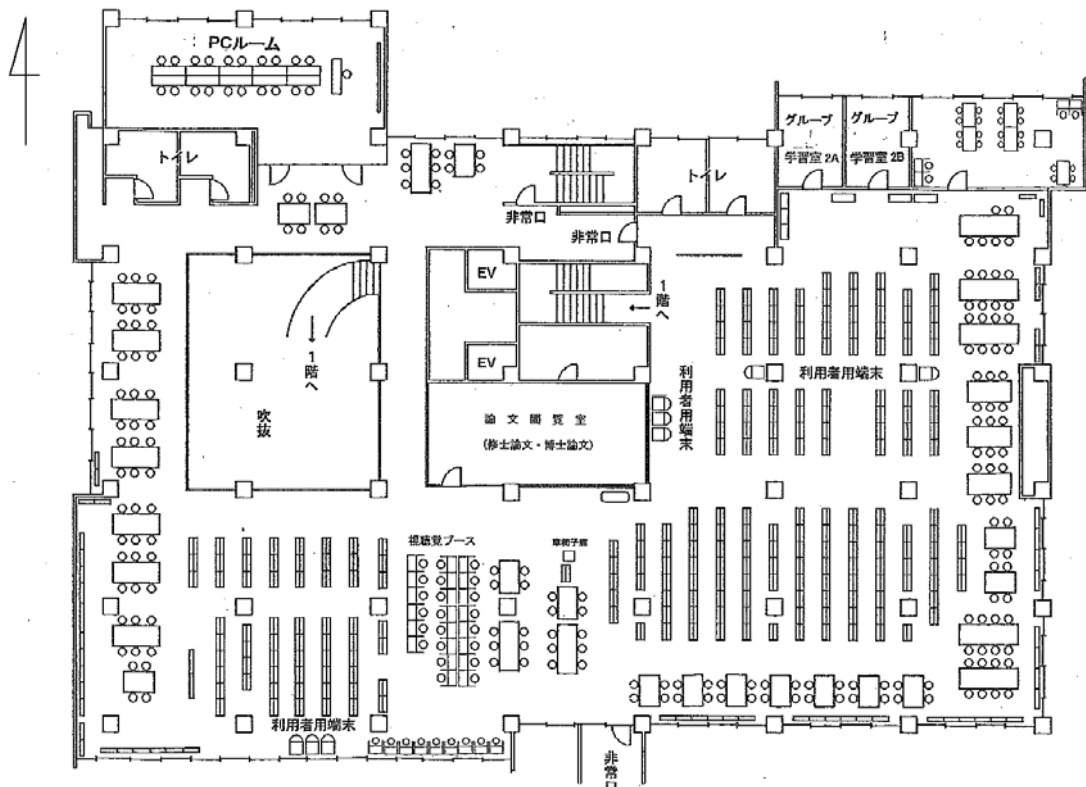 PCルーム
グループ
学習室 2A
グループ
学習室 2B
トイレ
トイレ
非常口
非常口
EV
1階へ
1階へ
EV
利用者用端末
利用者用端末
吹抜
論文閲覧室
(修士論文・博士論文)
視聴覚ブース
利用者用端末
非常口